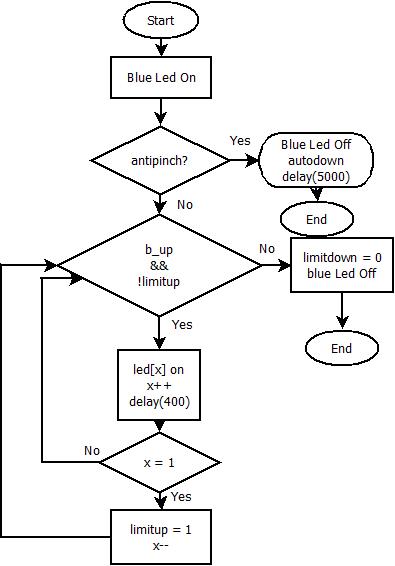 Start
Blue Led On
antipinch?
Yes
Blue Led Off
autodown
delay(5000)
No
End
b_up
&&
!limitup
No
limitdown = 0
blue Led Off
Yes
End
led[x] on
x++
delay(400)
No
x = 1
Yes
limitup = 1
x--